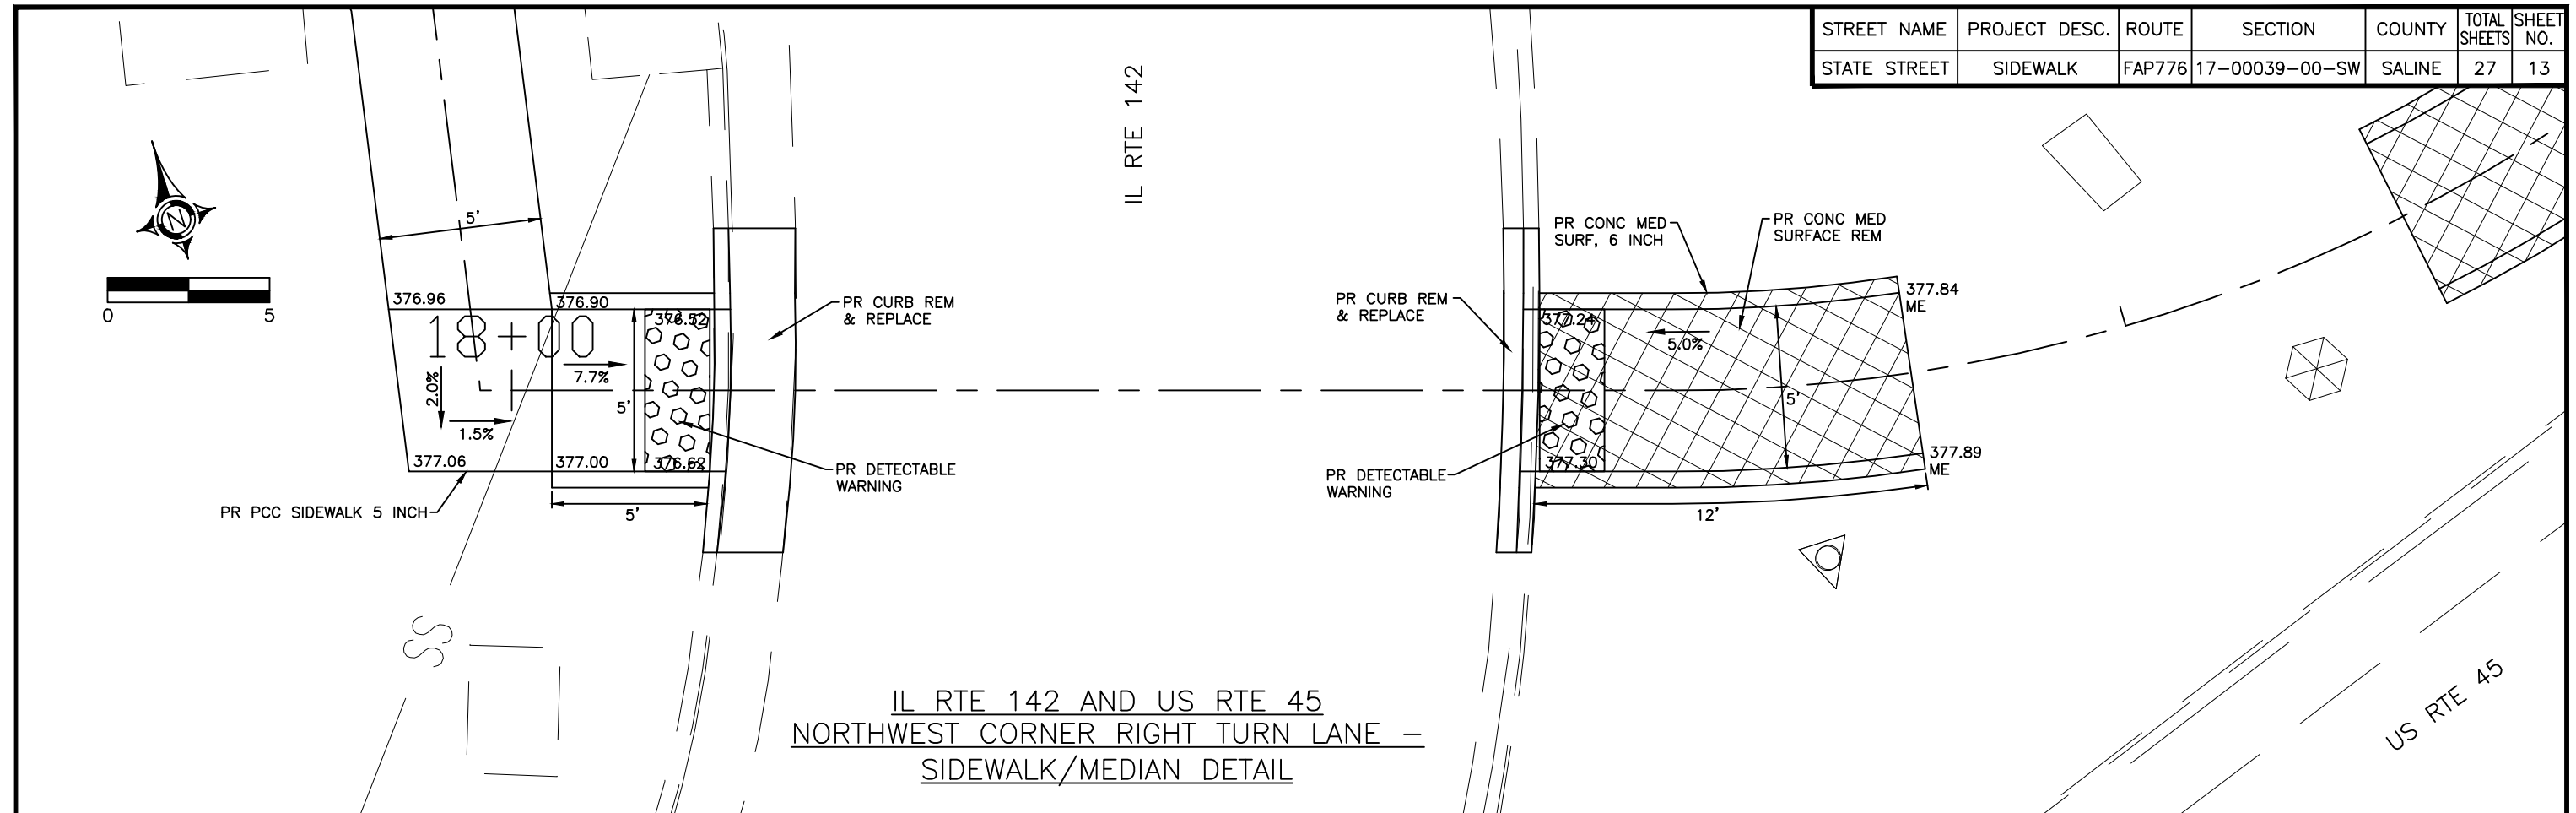 STREET NAME PROJECT DESC. ROUTE SECTION COUNTY TOTAL SHEETS SHEET NO.
STATE STREET SIDEWALK FAP776 17-00039-00-SW SALINE 27 13
IL RTE 142
N
0 5
5'
376.96
376.90
376.52
18+00
7.7%
2.0%
1.5%
5'
377.06
377.00
376.62
5'
PR PCC SIDEWALK 5 INCH
PR CURB REM
& REPLACE
PR DETECTABLE
WARNING
PR CURB REM
& REPLACE
PR DETECTABLE
WARNING
PR CONC MED
SURF, 6 INCH
PR CONC MED
SURFACE REM
377.24
5.0%
5'
377.30
377.84
ME
377.89
ME
12'
SS
IL RTE 142 AND US RTE 45
NORTHWEST CORNER RIGHT TURN LANE -
SIDEWALK/MEDIAN DETAIL
US RTE 45